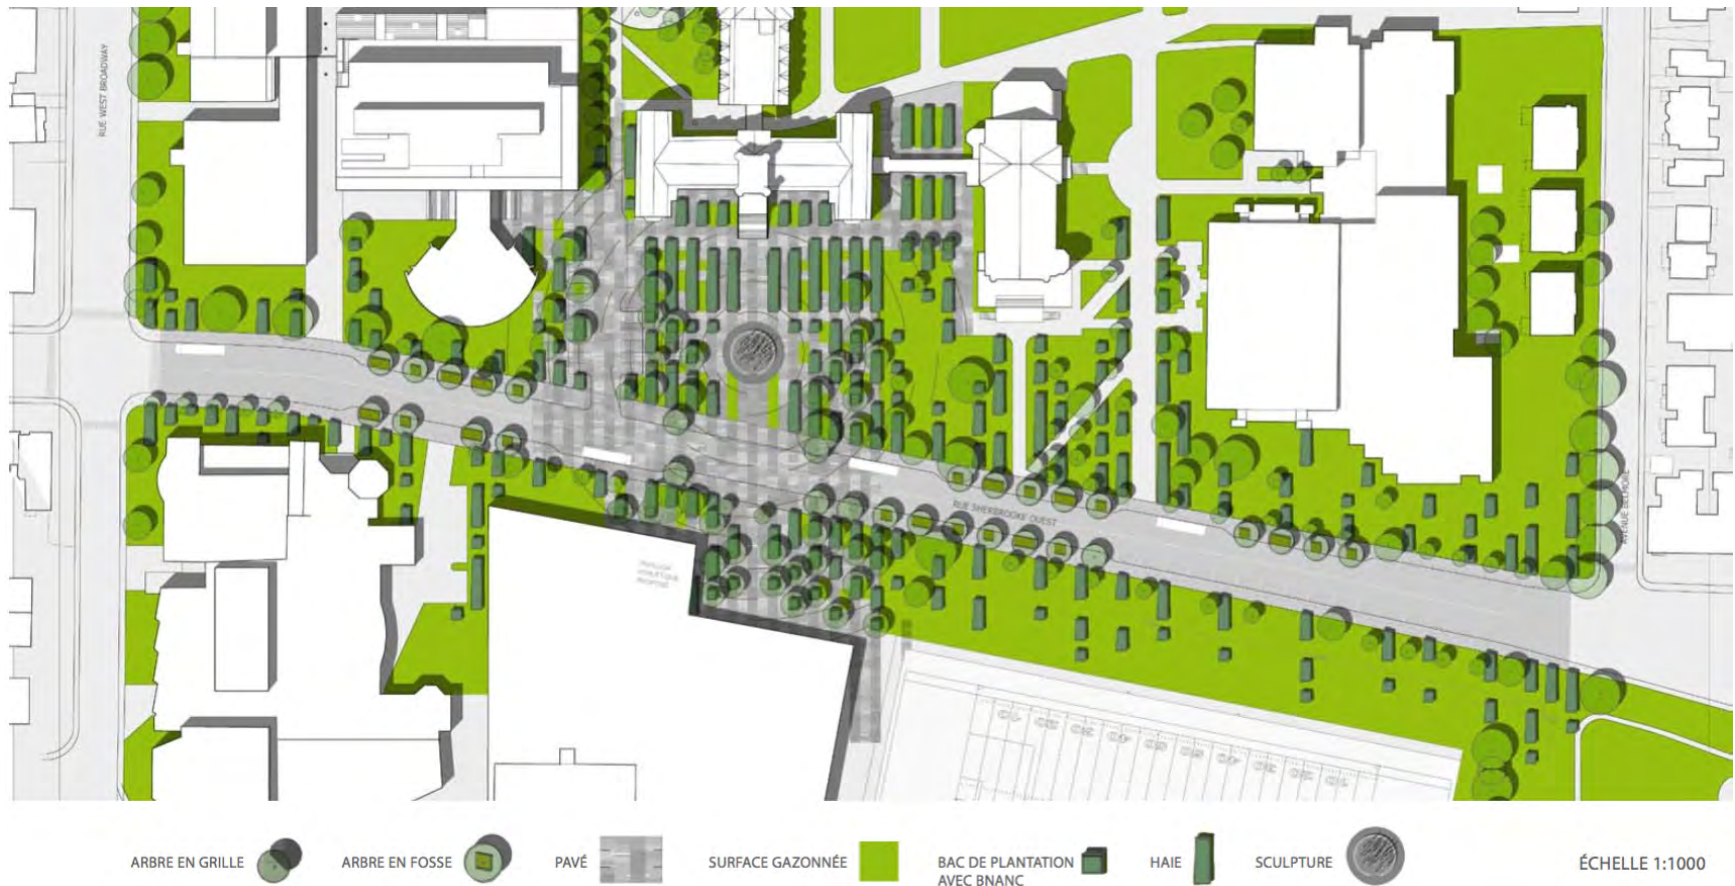 RUE WEST BROADWAY
RUE SHERBROOKE OUEST
AVENUE BELMORE
ARBRE EN GRILLE
ARBRE EN FOSSE
PAVÉ
SURFACE GAZONNÉE
BAC DE PLANTATION
AVEC BNANC
HAIE
SCULPTURE
ÉCHELLE 1:1000